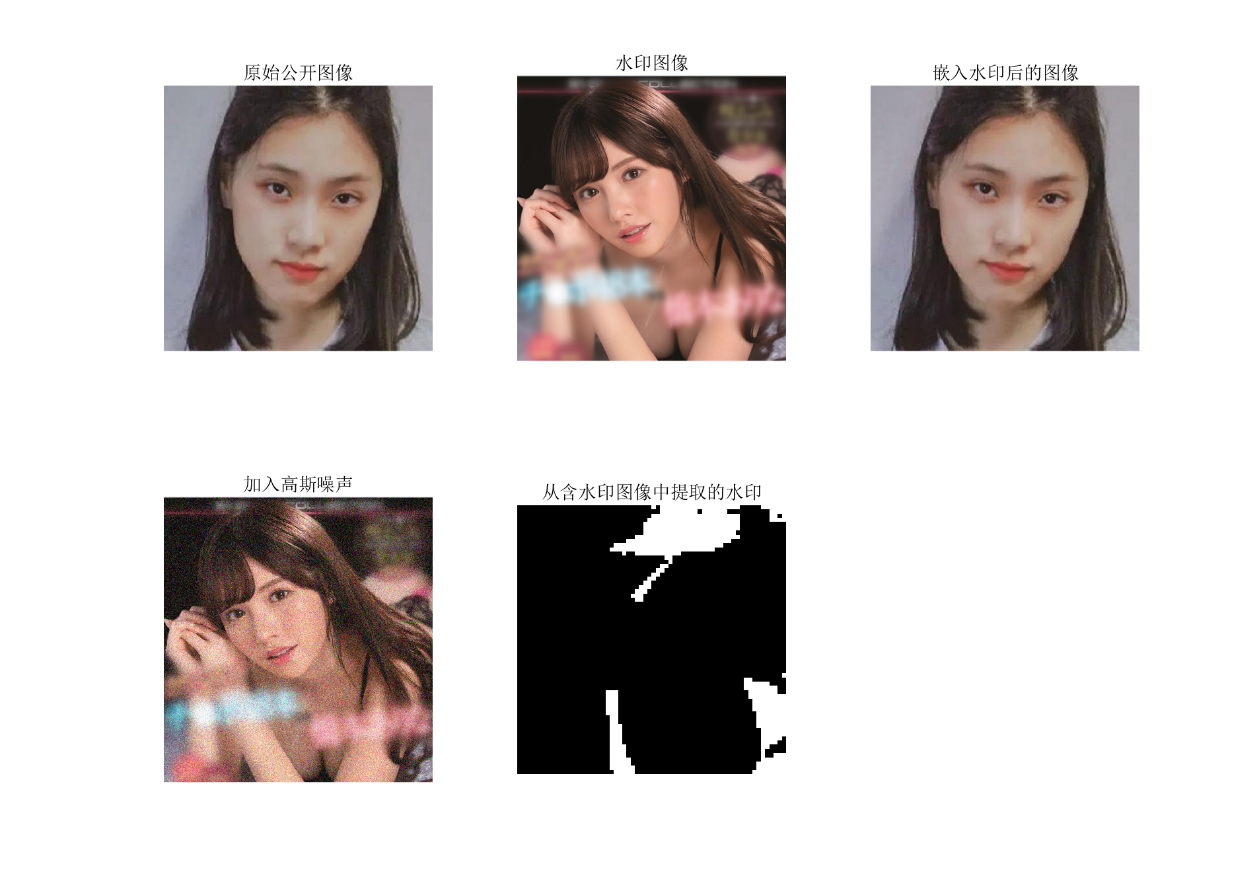 原始公开图像
水印图像
嵌入水印后的图像
加入高斯噪声
从含水印图像中提取的水印